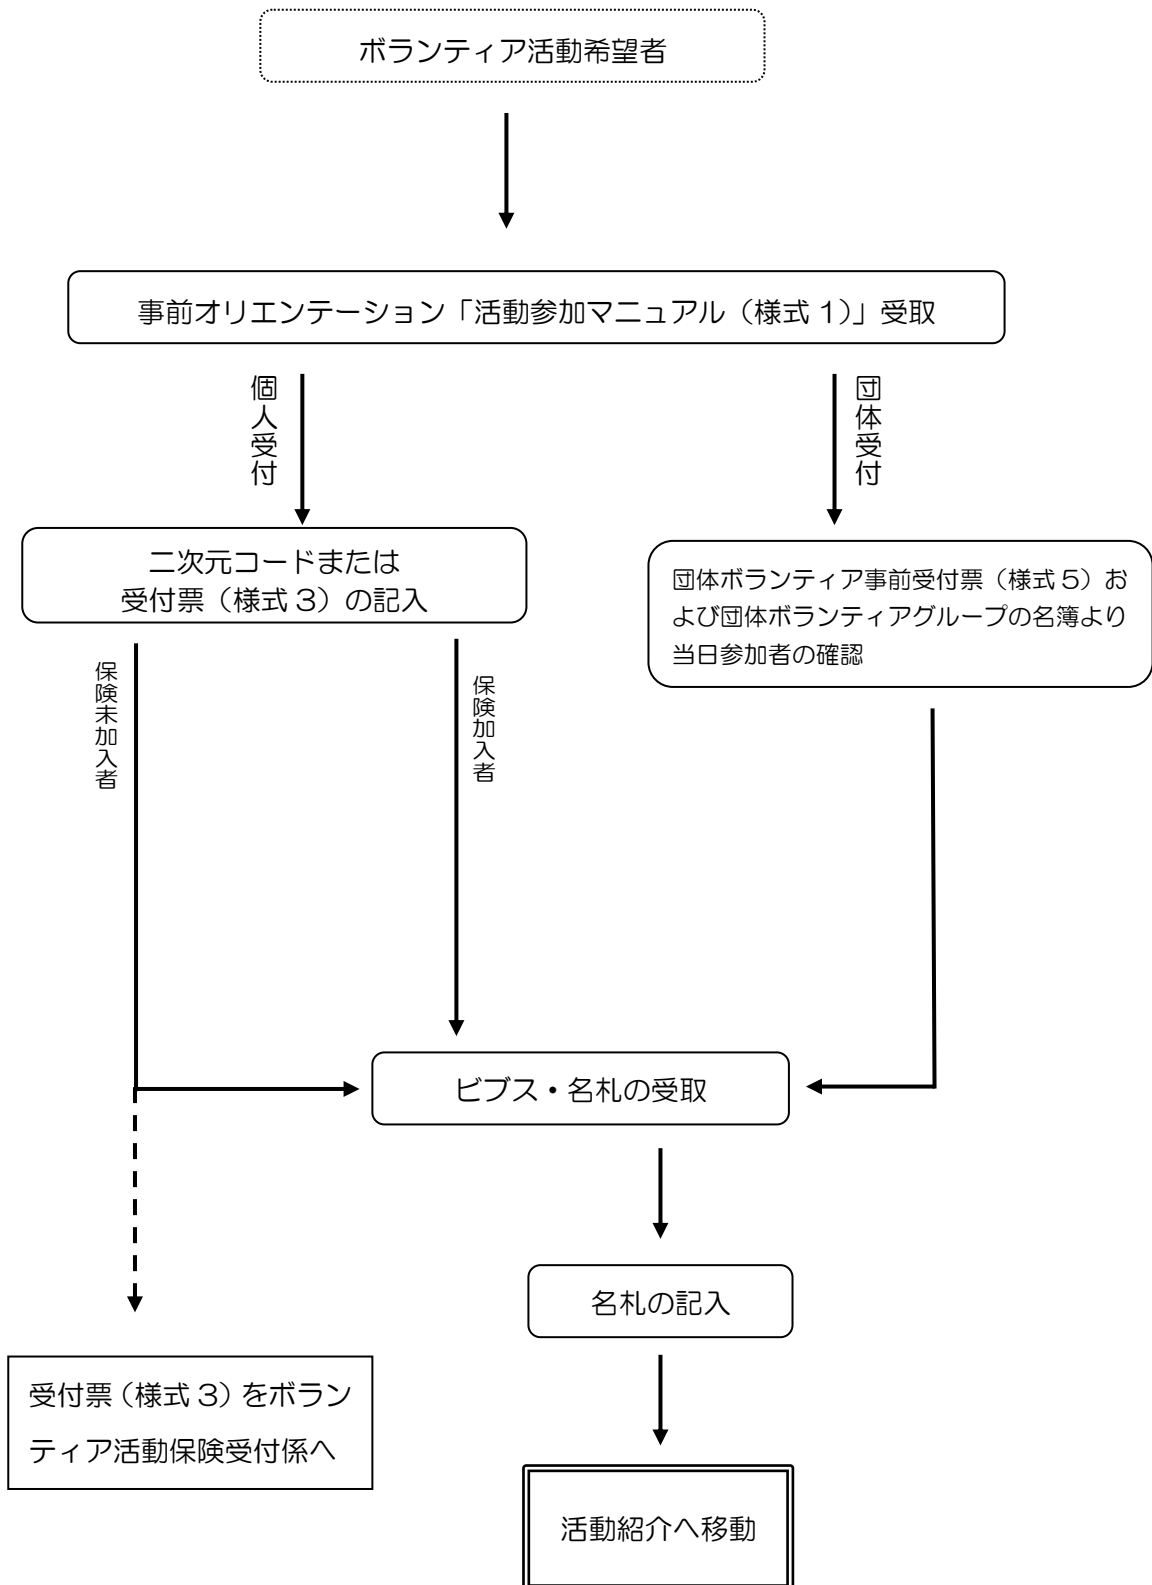 ボランティア活動希望者
事前オリエンテーション「活動参加マニュアル（様式 1）」受取
個人受付
団体受付
二次元コードまたは
受付票（様式 3）の記入
団体ボランティア事前受付票（様式 5）お
よび団体ボランティアグループの名簿より
当日参加者の確認
保険未加入者
保険加入者
ビブス・名札の受取
名札の記入
受付票（様式 3）をボラン
ティア活動保険受付係へ
活動紹介へ移動